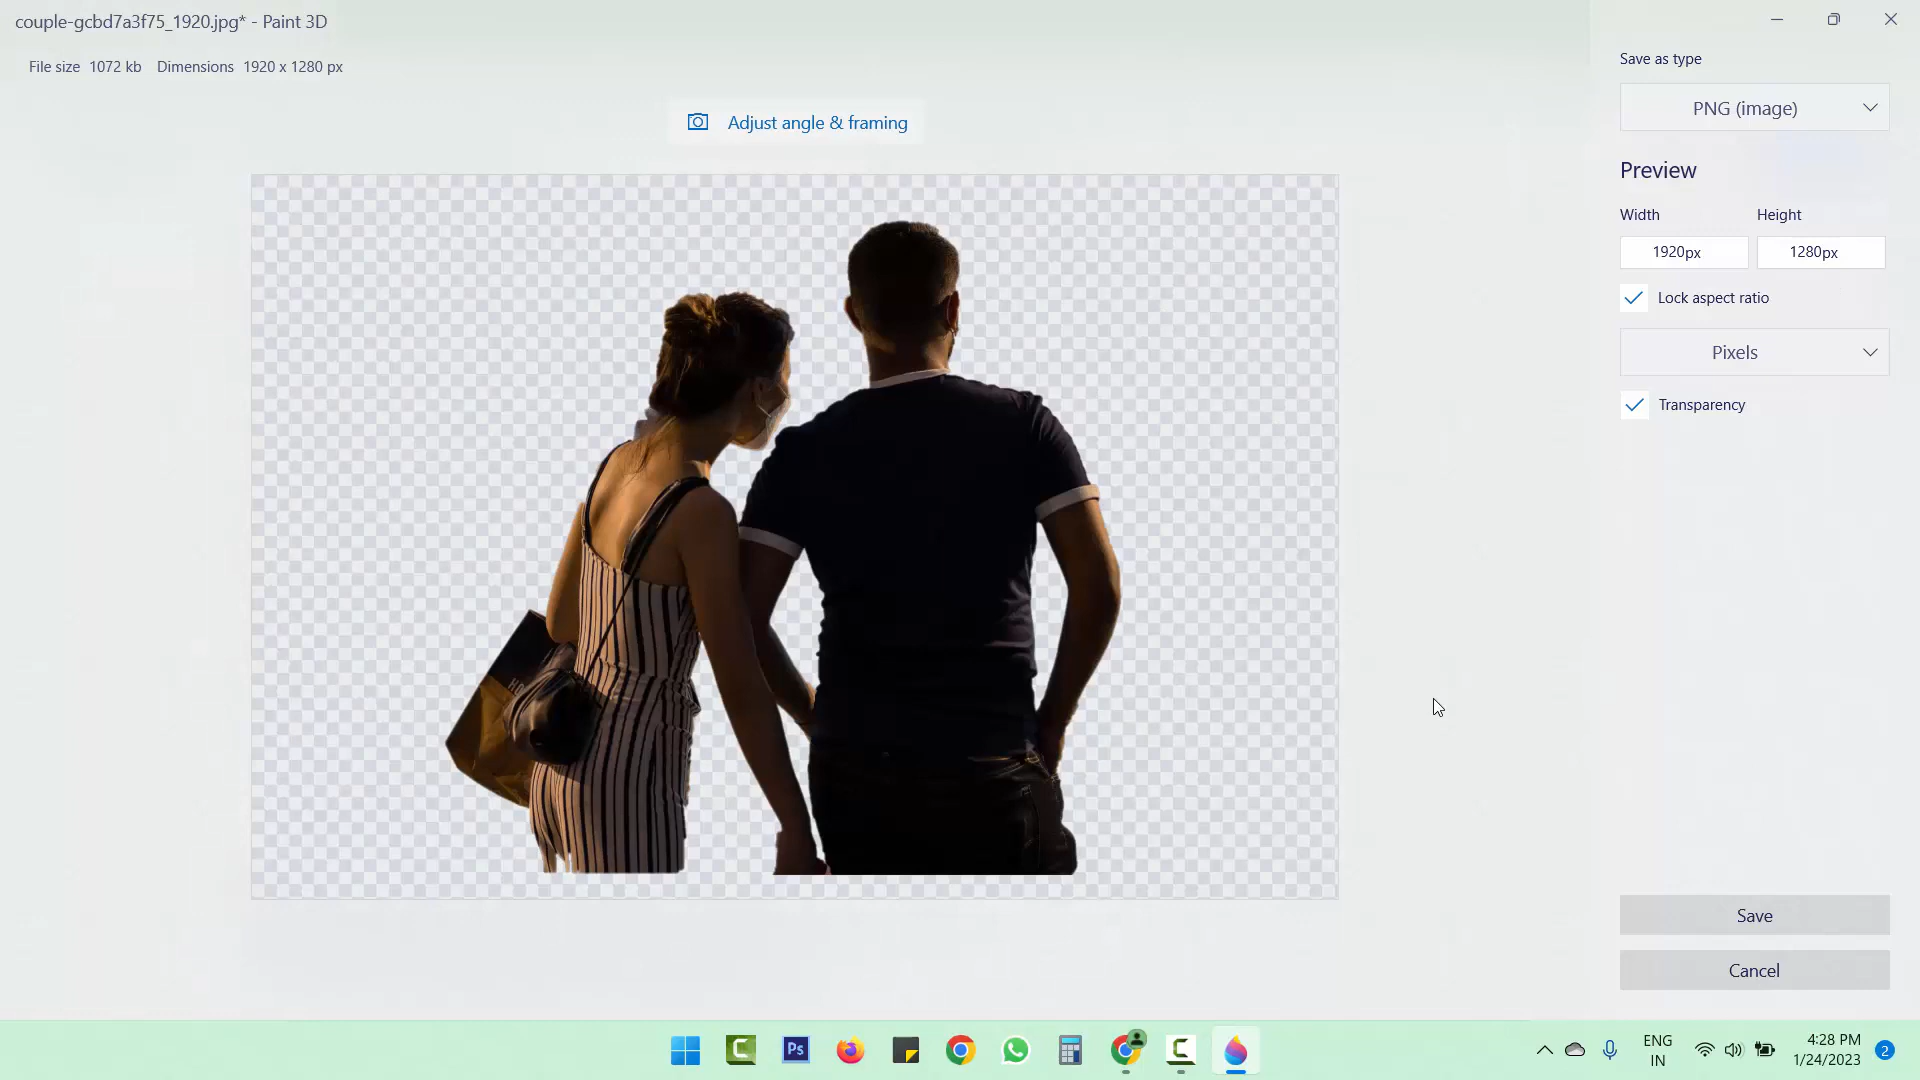 couple-gcbd7a3f75_1920.jpg* - Paint 3D
File size 1072 kb Dimensions 1920 x 1280 px
Adjust angle & framing
Save as type
PNG (image)
Preview
Width Height
1920px 1280px
Lock aspect ratio
Pixels
Transparency
Save
Cancel
Ps
ENG
IN
4:28 PM
1/24/2023
2